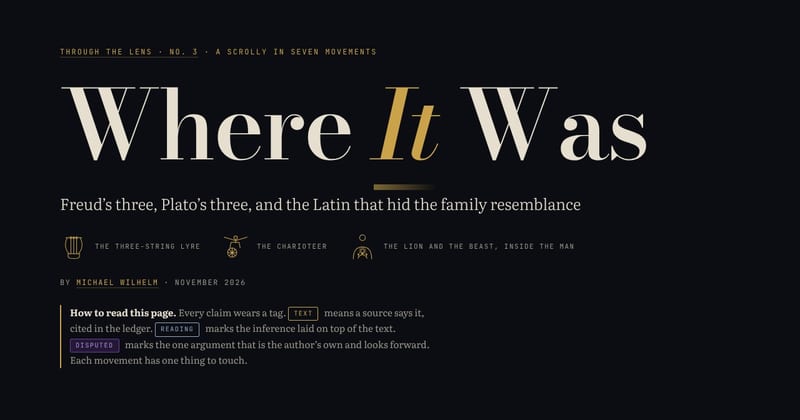 THROUGH THE LENS · NO. 3 · A SCROLLY IN SEVEN MOVEMENTS
Where It Was
Freud’s three, Plato’s three, and the Latin that hid the family resemblance
THE THREE-STRING LYRE THE CHARIOTEER THE LION AND THE BEAST, INSIDE THE MAN
BY MICHAEL WILHELM · NOVEMBER 2026
How to read this page. Every claim wears a tag. TEXT means a source says it,
cited in the ledger. READING marks the inference laid on top of the text.
DISPUTED marks the one argument that is the author’s own and looks forward.
Each movement has one thing to touch.